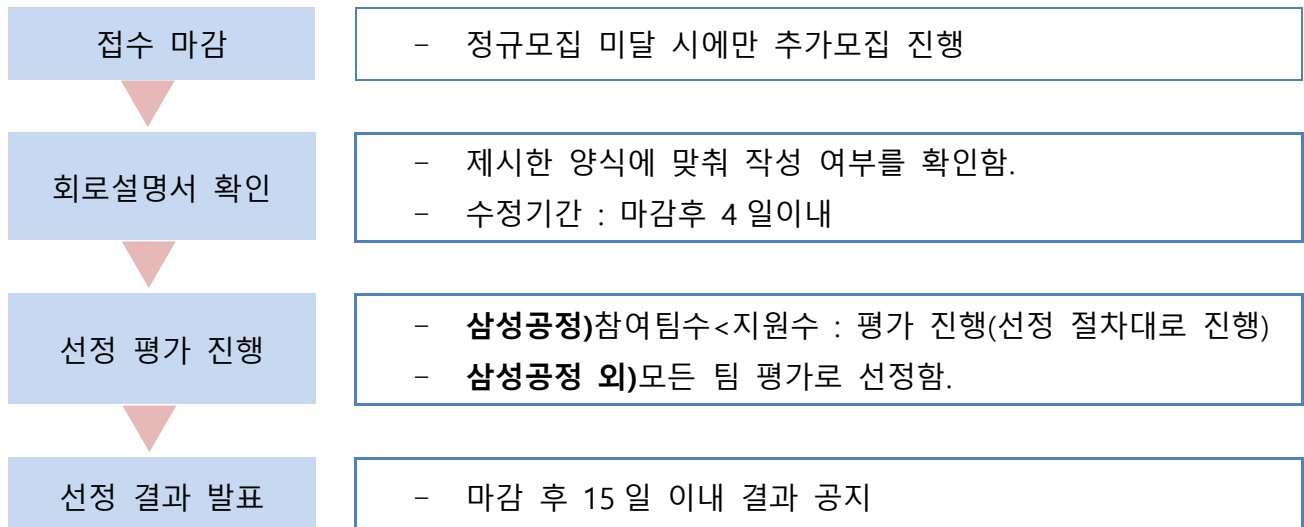 접수 마감
- 정규모집 미달 시에만 추가모집 진행
회로설명서 확인
- 제시한 양식에 맞춰 작성 여부를 확인함.
- 수정기간 : 마감후 4 일이내
선정 평가 진행
- 삼성공정)참여팀수<지원수 : 평가 진행(선정 절차대로 진행)
- 삼성공정 외)모든 팀 평가로 선정함.
선정 결과 발표
- 마감 후 15 일 이내 결과 공지